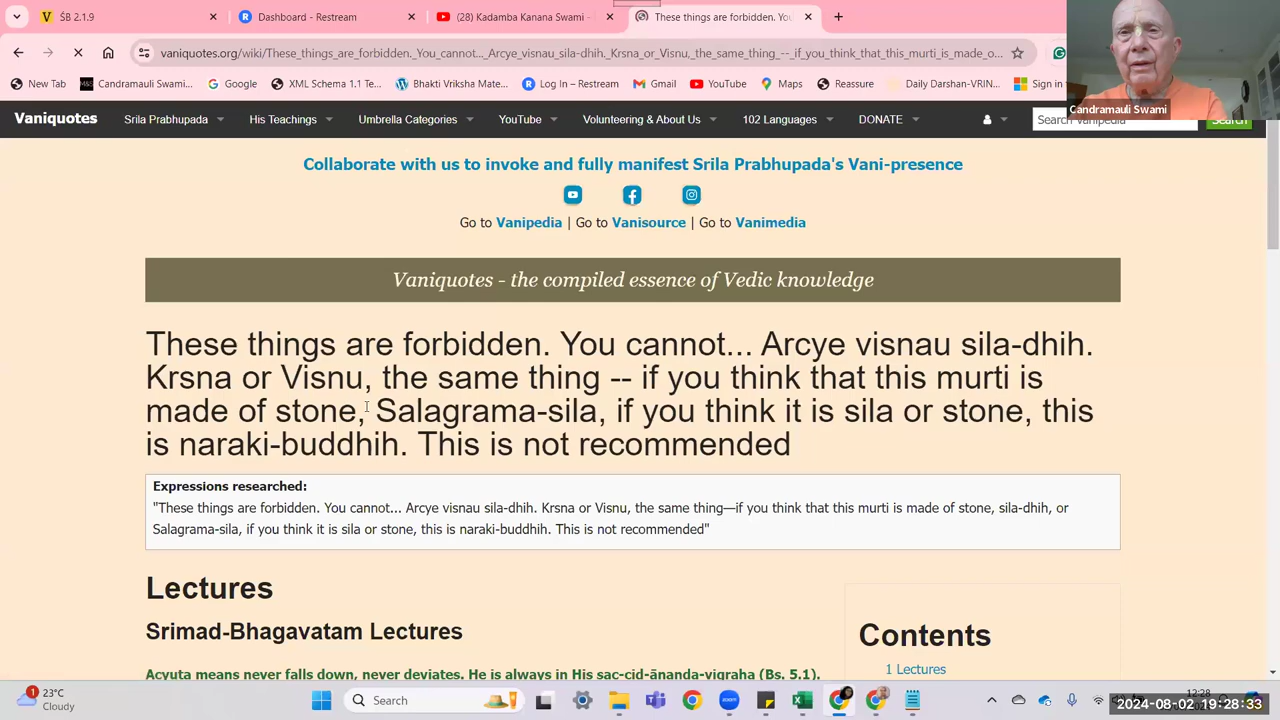 ŚB 2.1.9
Dashboard - Restream
(28) Kadamba Kanana Swami -
These things are forbidden. You
vaniquotes.org/wiki/These_things_are_forbidden._You_cannot..._Arcye_visnau_sila-dhih._Krsna_or_Visnu,_the_same_thing_--_if_you_think_that_this_murti_is_made_o...
New Tab
Candramauli Swami...
Google
XML Schema 1.1 Tut...
Bhakti Vriksha Mate...
Log In – Restream
Gmail
YouTube
Maps
Reassure
Daily Darshan-VRIN...
Sign in
Candramauli Swami
Vaniquotes
Srila Prabhupada
His Teachings
YouTube
Volunteering & About Us
102 Languages
DONATE
Search Vanipedia
Search
Collaborate with us to invoke and fully manifest Srila Prabhupada's Vani-presence
Go to Vanipedia | Go to Vanisource | Go to Vanimedia
Vaniquotes - the compiled essence of Vedic knowledge
These things are forbidden. You cannot... Arcye visnau sila-dhih.
Krsna or Visnu, the same thing -- if you think that this murti is
made of stone, Salagrama-sila, if you think it is sila or stone, this
is naraki-buddhih. This is not recommended
Expressions researched:
"These things are forbidden. You cannot... Arcye visnau sila-dhih. Krsna or Visnu, the same thing—if you think that this murti is made of stone, sila-dhih, or
Salagrama-sila, if you think it is sila or stone, this is naraki-buddhih. This is not recommended"
Lectures
Srimad-Bhagavatam Lectures
Contents
1 Lectures
Acyuta means never falls down, never deviates. He is always in His sac-cid-ānanda-vigraha (Bs. 5.1).
1
23°C
Cloudy
Search
12:28
2024-08-02 19:28:33